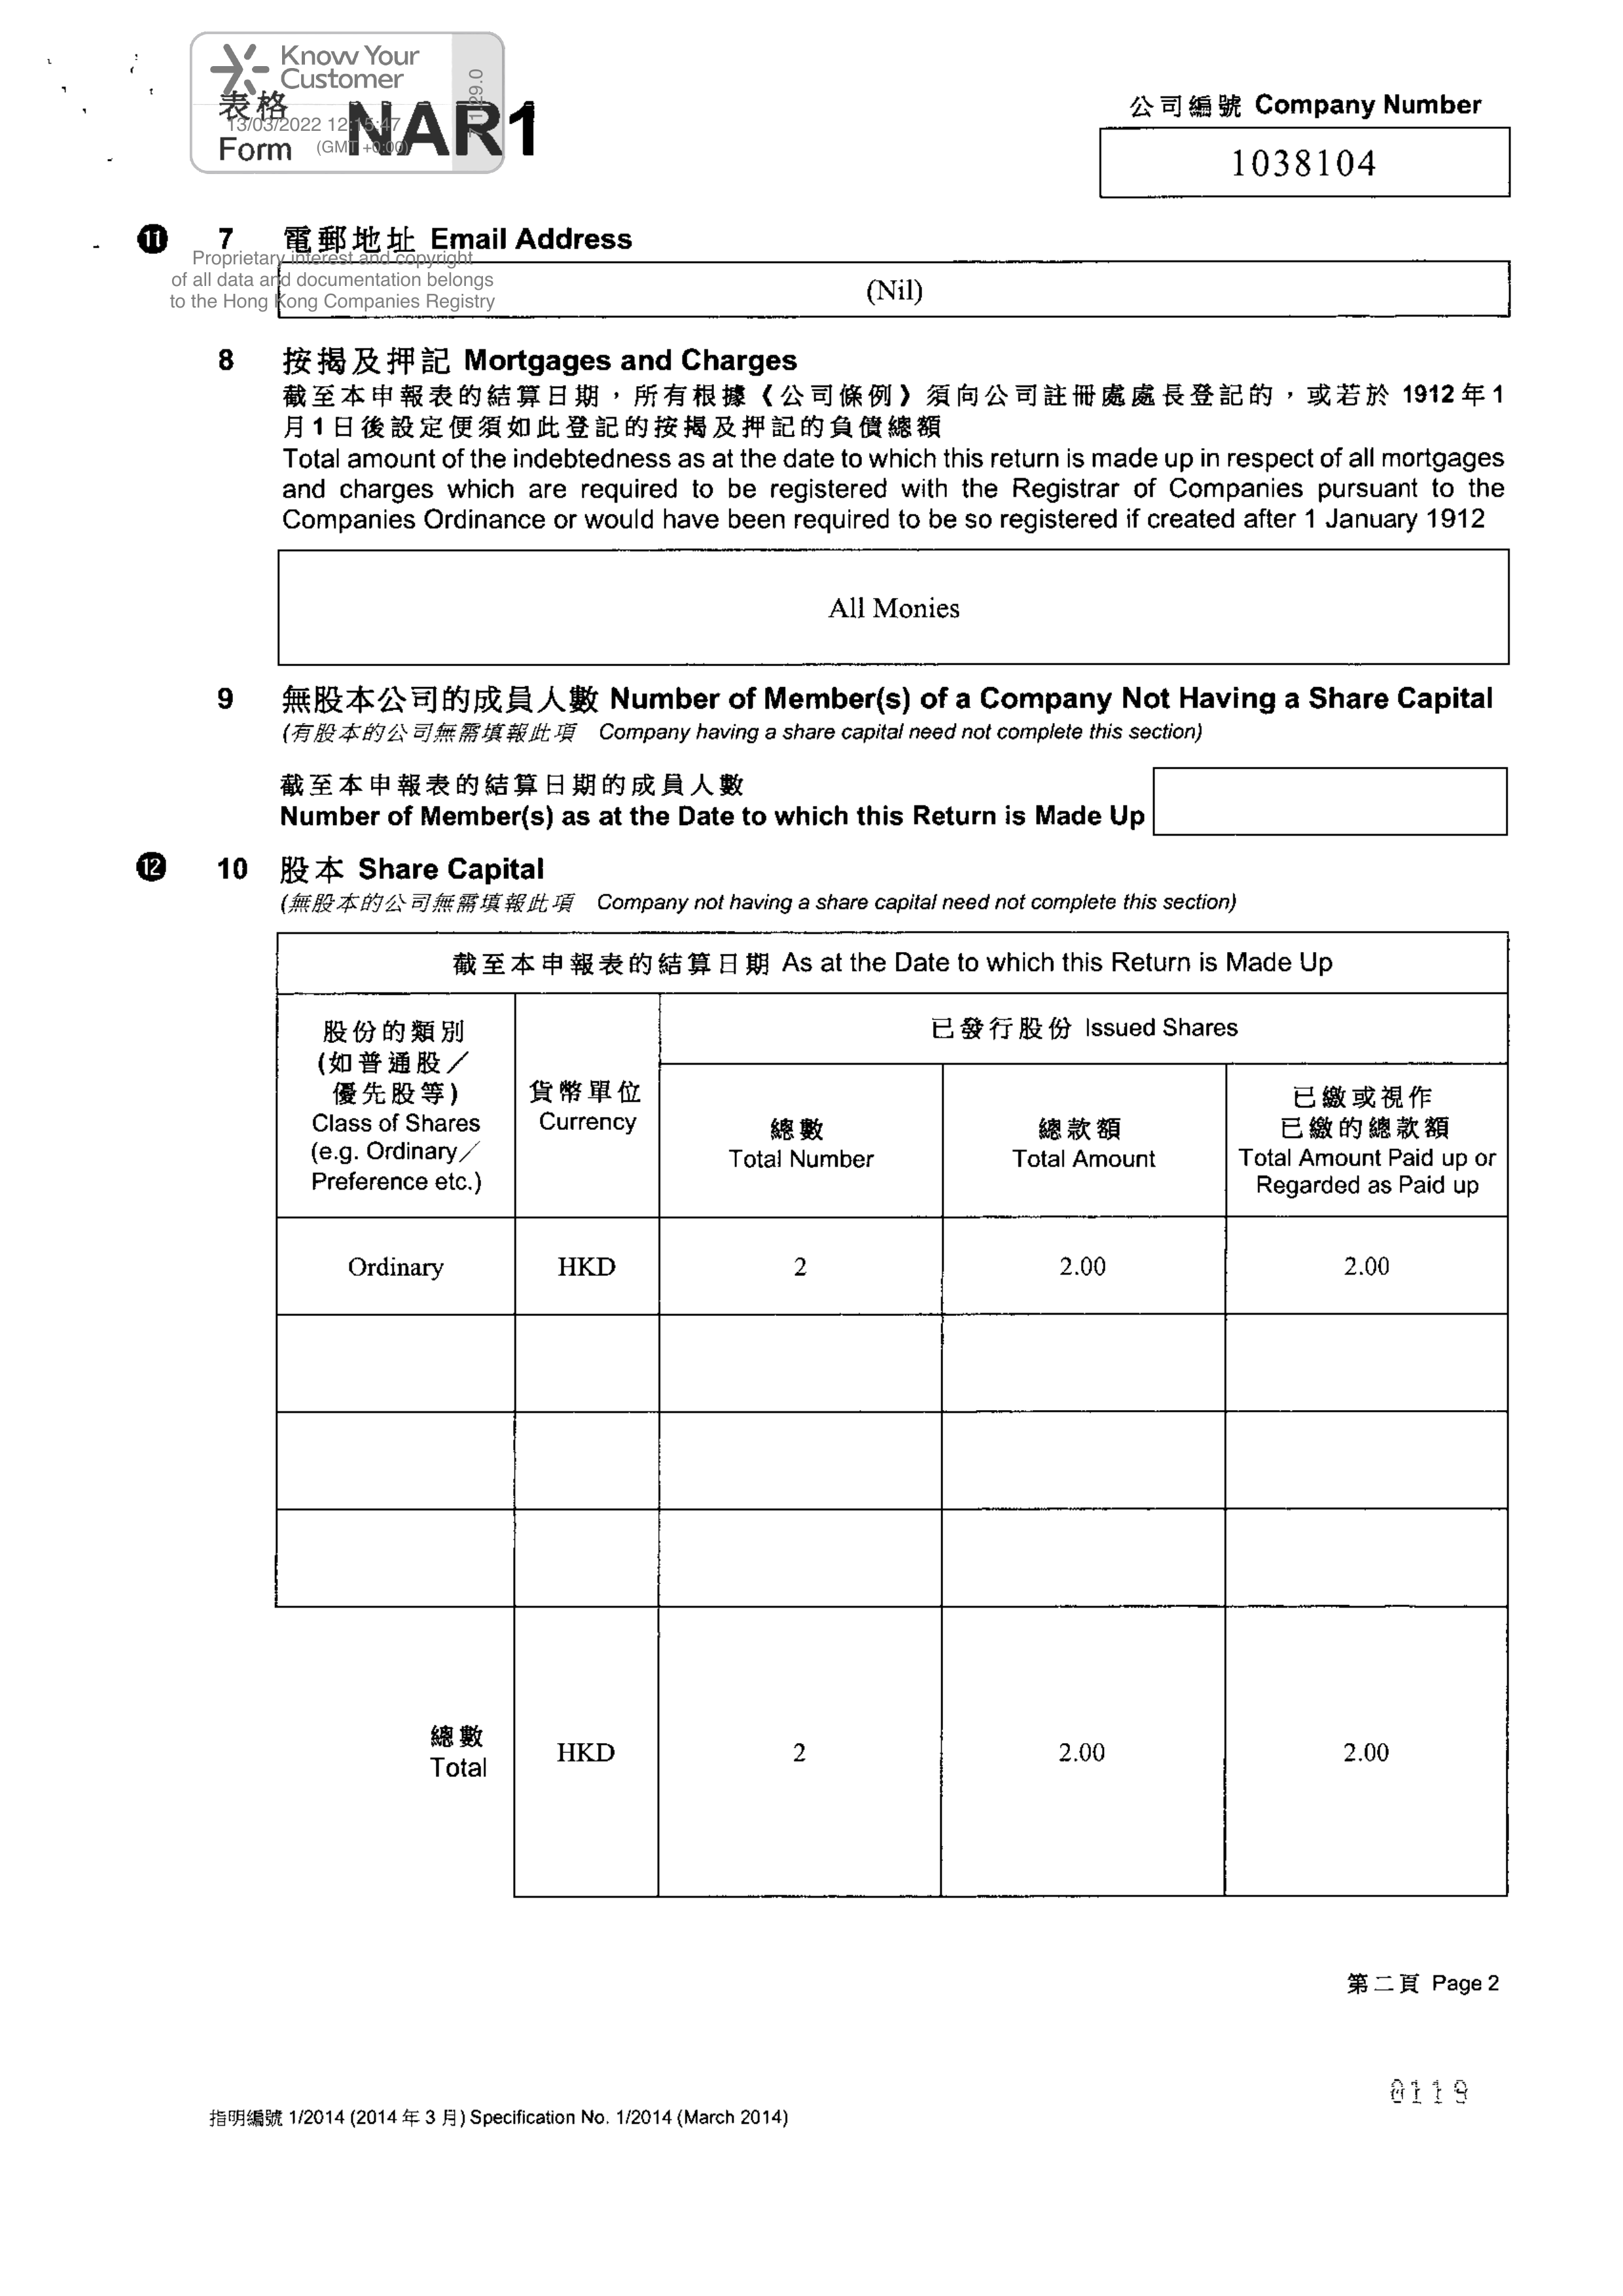 Know Your
Customer
13/03/2022 12:15:47
(GMT +0:00)
表格
Form NAR1
公司編號 Company Number
1038104
11 7 電郵地址 Email Address
Proprietary interest and copyright
of all data and documentation belongs
to the Hong Kong Companies Registry
(Nil)
8 按揭及押記 Mortgages and Charges
截至本申報表的結算日期，所有根據《公司條例》須向公司註冊處處長登記的，或若於 1912 年 1
月 1 日後設定便須如此登記的按揭及押記的負債總額
Total amount of the indebtedness as at the date to which this return is made up in respect of all mortgages
and charges which are required to be registered with the Registrar of Companies pursuant to the
Companies Ordinance or would have been required to be so registered if created after 1 January 1912
All Monies
9 無股本公司的成員人數 Number of Member(s) of a Company Not Having a Share Capital
(有股本的公司無需填報此項 Company having a share capital need not complete this section)
截至本申報表的結算日期的成員人數
Number of Member(s) as at the Date to which this Return is Made Up
12 10 股本 Share Capital
(無股本的公司無需填報此項 Company not having a share capital need not complete this section)
截至本申報表的結算日期 As at the Date to which this Return is Made Up
股份的類別
(如普通股／
優先股等)
Class of Shares
(e.g. Ordinary／
Preference etc.)
貨幣單位
Currency
已發行股份 Issued Shares
總數
Total Number
總款額
Total Amount
已繳或視作
已繳的總款額
Total Amount Paid up or
Regarded as Paid up
Ordinary HKD 2 2.00 2.00
總數
Total
HKD 2 2.00 2.00
第二頁 Page 2
0119
指明編號 1/2014 (2014 年 3 月) Specification No. 1/2014 (March 2014)